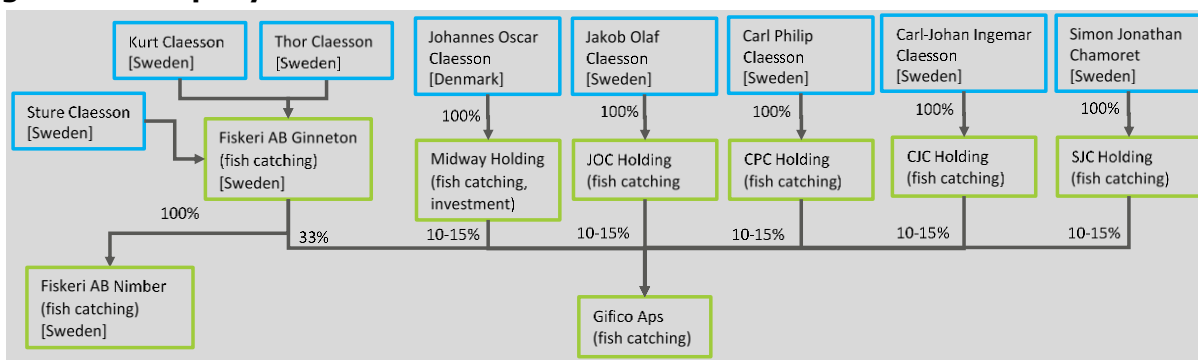 Kurt Claesson
[Sweden]
Thor Claesson
[Sweden]
Johannes Oscar
Claesson
[Denmark]
Jakob Olaf
Claesson
[Sweden]
Carl Philip
Claesson
[Sweden]
Carl-Johan Ingemar
Claesson
[Sweden]
Simon Jonathan
Chamoret
[Sweden]
Sture Claesson
[Sweden]
100%
100%
100%
100%
100%
Fiskeri AB Ginneton
(fish catching)
[Sweden]
Midway Holding
(fish catching,
investment)
JOC Holding
(fish catching
CPC Holding
(fish catching)
CJC Holding
(fish catching)
SJC Holding
(fish catching)
100%
33%
10-15%
10-15%
10-15%
10-15%
10-15%
Fiskeri AB Nimber
(fish catching)
[Sweden]
Gifico Aps
(fish catching)